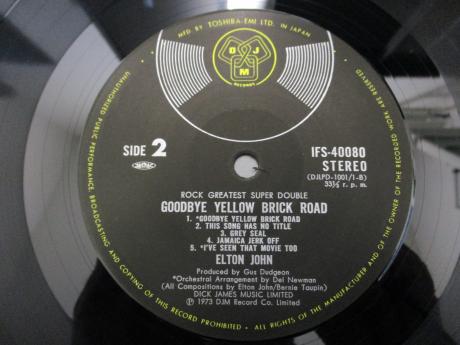 MFD. BY TOSHIBA-EMI LTD. IN JAPAN
DJM
RECORDS
SIDE 2
IFS-40080
STEREO
(DJLPD-1001/1-B)
33⅓ r. p. m.
ROCK GREATEST SUPER DOUBLE
GOODBYE YELLOW BRICK ROAD
1. *GOODBYE YELLOW BRICK ROAD
2. THIS SONG HAS NO TITLE
3. GREY SEAL
4. JAMAICA JERK OFF
5. *I'VE SEEN THAT MOVIE TOO
ELTON JOHN
Produced by Gus Dudgeon
*Orchestral Arrangement by Del Newman
(All Compositions by Elton John/Bernie Taupin)
DICK JAMES MUSIC LIMITED
Ⓟ 1973 DJM Record Co. Limited
UNAUTHORIZED PUBLIC PERFORMANCE, BROADCASTING AND COPYING OF THIS RECORD PROHIBITED • ALL RIGHTS OF THE MANUFACTURER AND OF THE OWNER OF THE RECORDED WORK ARE RESERVED